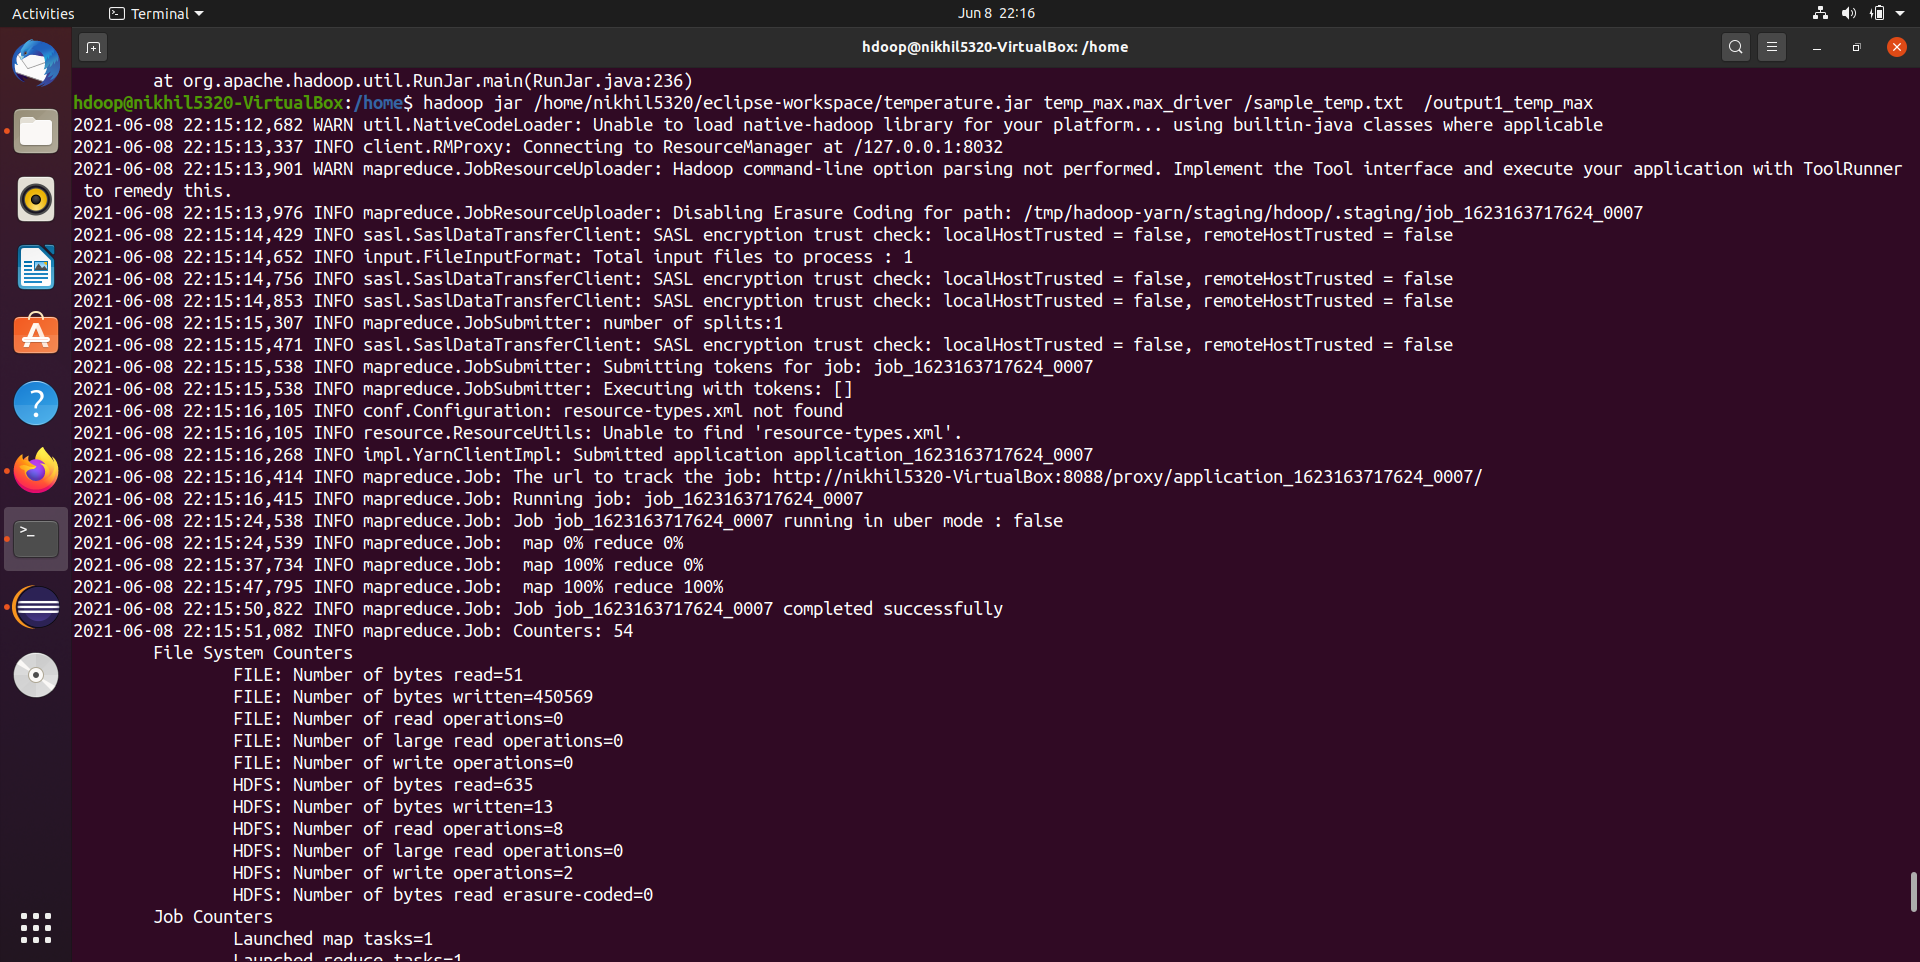 Activities Terminal Jun 8 22:16
hdoop@nikhil5320-VirtualBox: /home
at org.apache.hadoop.util.RunJar.main(RunJar.java:236)
hdoop@nikhil5320-VirtualBox:/home$ hadoop jar /home/nikhil5320/eclipse-workspace/temperature.jar temp_max.max_driver /sample_temp.txt  /output1_temp_max
2021-06-08 22:15:12,682 WARN util.NativeCodeLoader: Unable to load native-hadoop library for your platform... using builtin-java classes where applicable
2021-06-08 22:15:13,337 INFO client.RMProxy: Connecting to ResourceManager at /127.0.0.1:8032
2021-06-08 22:15:13,901 WARN mapreduce.JobResourceUploader: Hadoop command-line option parsing not performed. Implement the Tool interface and execute your application with ToolRunner
 to remedy this.
2021-06-08 22:15:13,976 INFO mapreduce.JobResourceUploader: Disabling Erasure Coding for path: /tmp/hadoop-yarn/staging/hdoop/.staging/job_1623163717624_0007
2021-06-08 22:15:14,429 INFO sasl.SaslDataTransferClient: SASL encryption trust check: localHostTrusted = false, remoteHostTrusted = false
2021-06-08 22:15:14,652 INFO input.FileInputFormat: Total input files to process : 1
2021-06-08 22:15:14,756 INFO sasl.SaslDataTransferClient: SASL encryption trust check: localHostTrusted = false, remoteHostTrusted = false
2021-06-08 22:15:14,853 INFO sasl.SaslDataTransferClient: SASL encryption trust check: localHostTrusted = false, remoteHostTrusted = false
2021-06-08 22:15:15,307 INFO mapreduce.JobSubmitter: number of splits:1
2021-06-08 22:15:15,471 INFO sasl.SaslDataTransferClient: SASL encryption trust check: localHostTrusted = false, remoteHostTrusted = false
2021-06-08 22:15:15,538 INFO mapreduce.JobSubmitter: Submitting tokens for job: job_1623163717624_0007
2021-06-08 22:15:15,538 INFO mapreduce.JobSubmitter: Executing with tokens: []
2021-06-08 22:15:16,105 INFO conf.Configuration: resource-types.xml not found
2021-06-08 22:15:16,105 INFO resource.ResourceUtils: Unable to find 'resource-types.xml'.
2021-06-08 22:15:16,268 INFO impl.YarnClientImpl: Submitted application application_1623163717624_0007
2021-06-08 22:15:16,414 INFO mapreduce.Job: The url to track the job: http://nikhil5320-VirtualBox:8088/proxy/application_1623163717624_0007/
2021-06-08 22:15:16,415 INFO mapreduce.Job: Running job: job_1623163717624_0007
2021-06-08 22:15:24,538 INFO mapreduce.Job: Job job_1623163717624_0007 running in uber mode : false
2021-06-08 22:15:24,539 INFO mapreduce.Job:  map 0% reduce 0%
2021-06-08 22:15:37,734 INFO mapreduce.Job:  map 100% reduce 0%
2021-06-08 22:15:47,795 INFO mapreduce.Job:  map 100% reduce 100%
2021-06-08 22:15:50,822 INFO mapreduce.Job: Job job_1623163717624_0007 completed successfully
2021-06-08 22:15:51,082 INFO mapreduce.Job: Counters: 54
File System Counters
FILE: Number of bytes read=51
FILE: Number of bytes written=450569
FILE: Number of read operations=0
FILE: Number of large read operations=0
FILE: Number of write operations=0
HDFS: Number of bytes read=635
HDFS: Number of bytes written=13
HDFS: Number of read operations=8
HDFS: Number of large read operations=0
HDFS: Number of write operations=2
HDFS: Number of bytes read erasure-coded=0
Job Counters
Launched map tasks=1
Launched reduce tasks=1